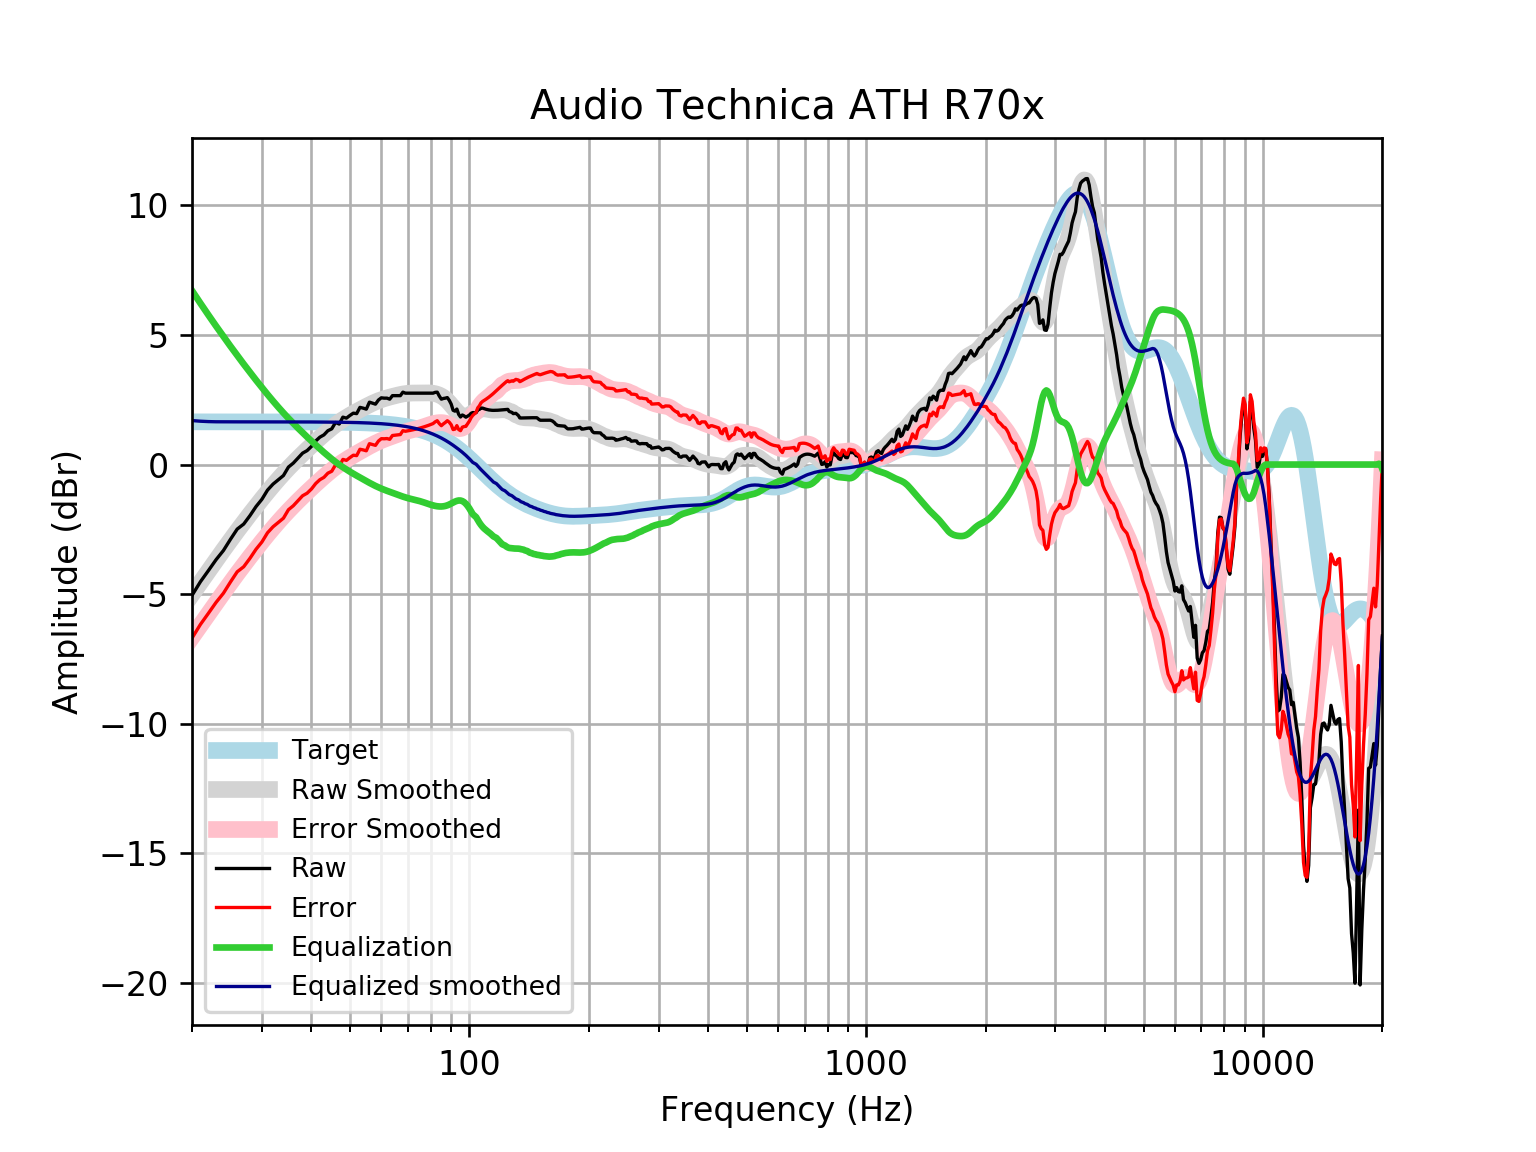 Audio Technica ATH R70x
10
5
0
−5
−10
−15
−20
Amplitude (dBr)
Target
Raw Smoothed
Error Smoothed
Raw
Error
Equalization
Equalized smoothed
100 1000 10000
Frequency (Hz)